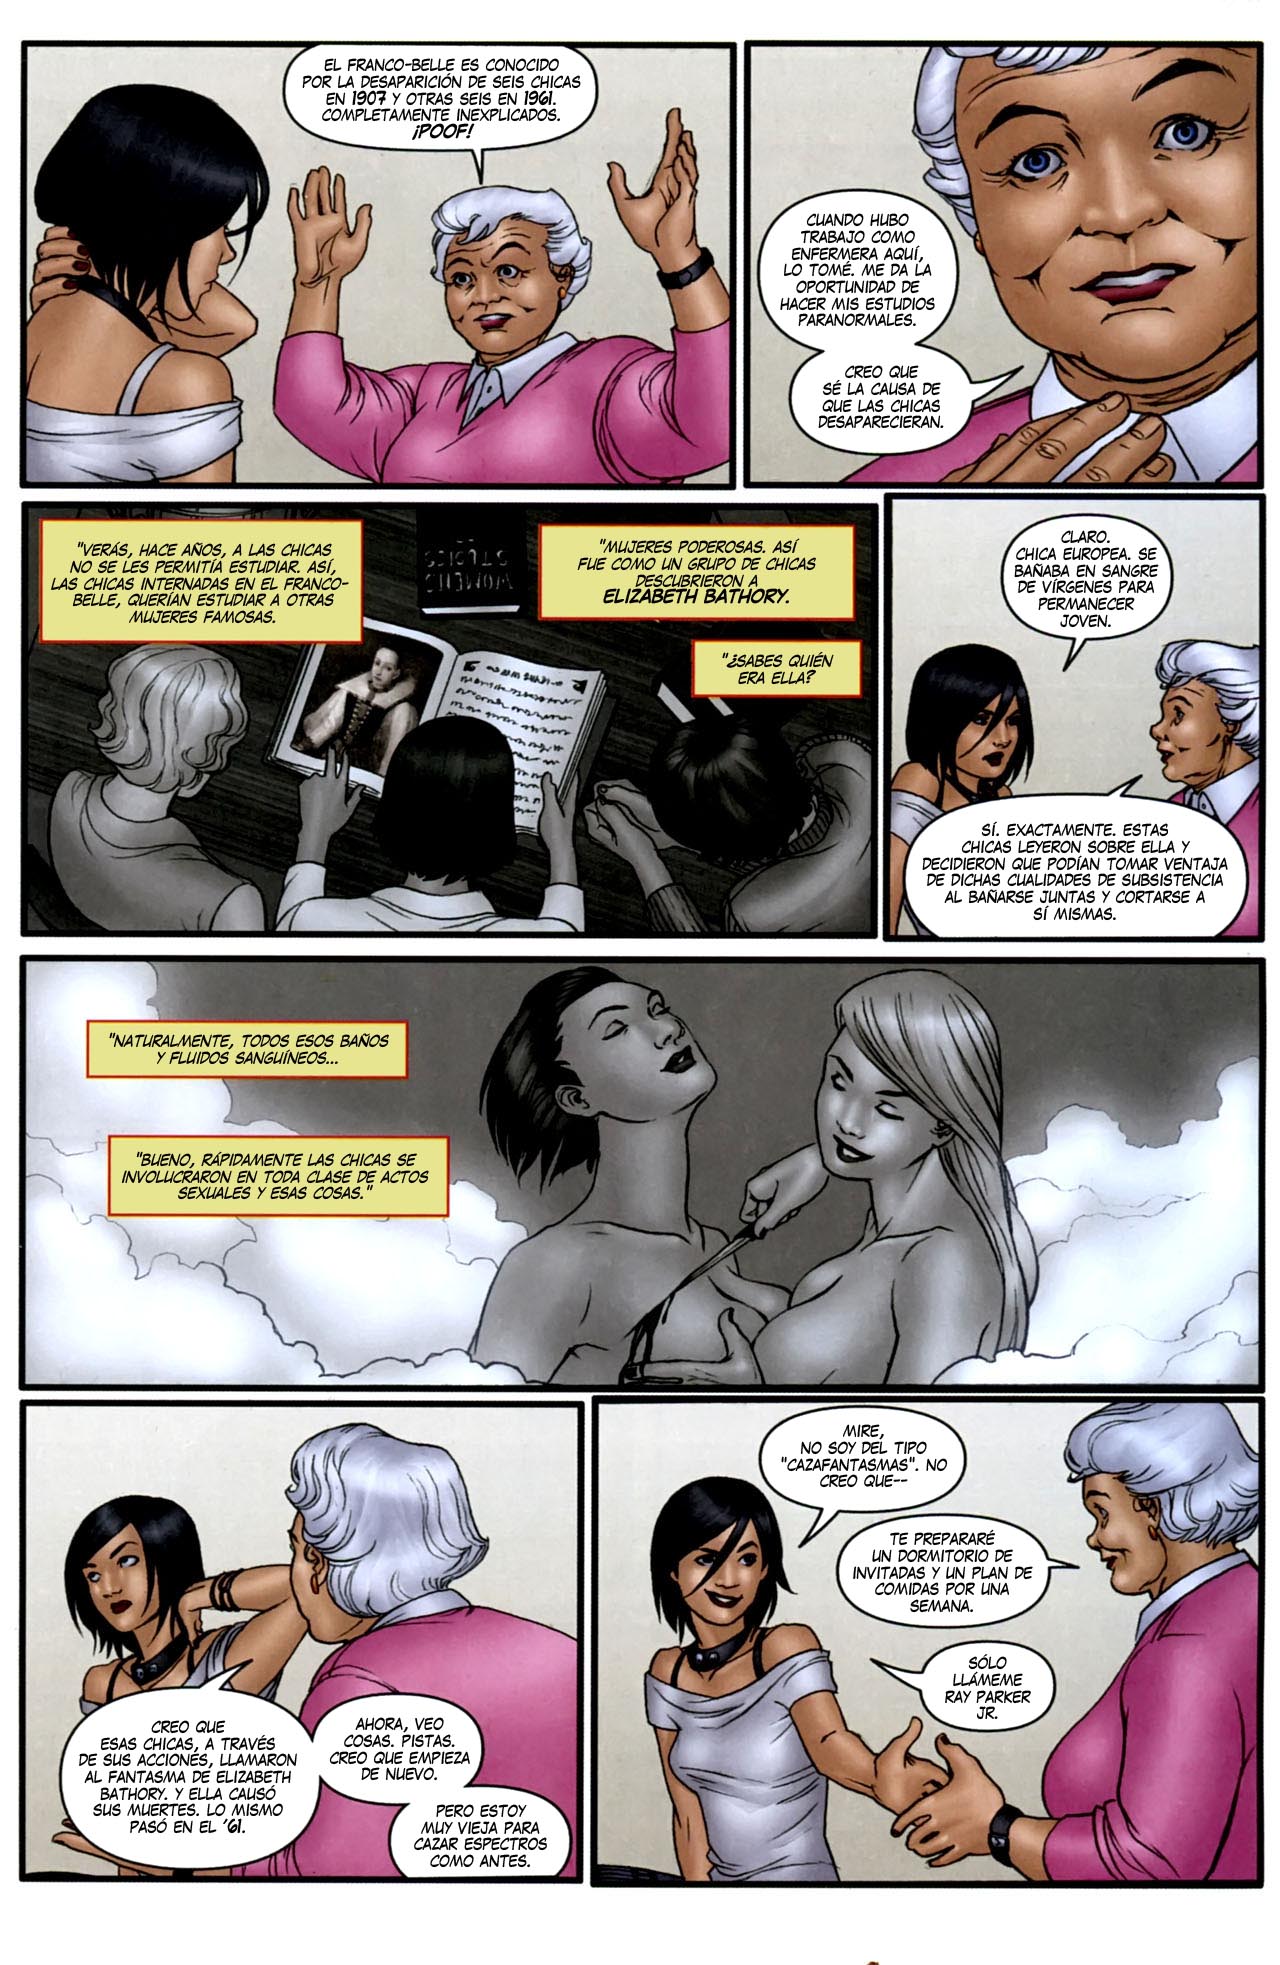 EL FRANCO-BELLE ES CONOCIDO
POR LA DESAPARICIÓN DE SEIS CHICAS
EN 1907 Y OTRAS SEIS EN 1961.
COMPLETAMENTE INEXPLICADOS.
¡POOF!
CUANDO HUBO
TRABAJO COMO
ENFERMERA AQUÍ,
LO TOMÉ. ME DA LA
OPORTUNIDAD DE
HACER MIS ESTUDIOS
PARANORMALES.
CREO QUE
SÉ LA CAUSA DE
QUE LAS CHICAS
DESAPARECIERAN.
"VERÁS, HACE AÑOS, A LAS CHICAS
NO SE LES PERMITÍA ESTUDIAR. ASÍ,
LAS CHICAS INTERNADAS EN EL FRANCO-
BELLE, QUERÍAN ESTUDIAR A OTRAS
MUJERES FAMOSAS.
"MUJERES PODEROSAS. ASÍ
FUE COMO UN GRUPO DE CHICAS
DESCUBRIERON A
ELIZABETH BATHORY.
"¿SABES QUIÉN
ERA ELLA?
WOMENS
STUDIES
CLARO.
CHICA EUROPEA. SE
BAÑABA EN SANGRE
DE VÍRGENES PARA
PERMANECER
JOVEN.
SÍ. EXACTAMENTE. ESTAS
CHICAS LEYERON SOBRE ELLA Y
DECIDIERON QUE PODÍAN TOMAR VENTAJA
DE DICHAS CUALIDADES DE SUBSISTENCIA
AL BAÑARSE JUNTAS Y CORTARSE A
SÍ MISMAS.
"NATURALMENTE, TODOS ESOS BAÑOS
Y FLUIDOS SANGUÍNEOS...
"BUENO, RÁPIDAMENTE LAS CHICAS SE
INVOLUCRARON EN TODA CLASE DE ACTOS
SEXUALES Y ESAS COSAS."
CREO QUE
ESAS CHICAS, A TRAVÉS
DE SUS ACCIONES, LLAMARON
AL FANTASMA DE ELIZABETH
BATHORY. Y ELLA CAUSÓ
SUS MUERTES. LO MISMO
PASÓ EN EL '61.
AHORA, VEO
COSAS. PISTAS.
CREO QUE EMPIEZA
DE NUEVO.
PERO ESTOY
MUY VIEJA PARA
CAZAR ESPECTROS
COMO ANTES.
MIRE,
NO SOY DEL TIPO
"CAZAFANTASMAS". NO
CREO QUE--
TE PREPARARÉ
UN DORMITORIO DE
INVITADAS Y UN PLAN DE
COMIDAS POR UNA
SEMANA.
SÓLO
LLÁMEME
RAY PARKER
JR.